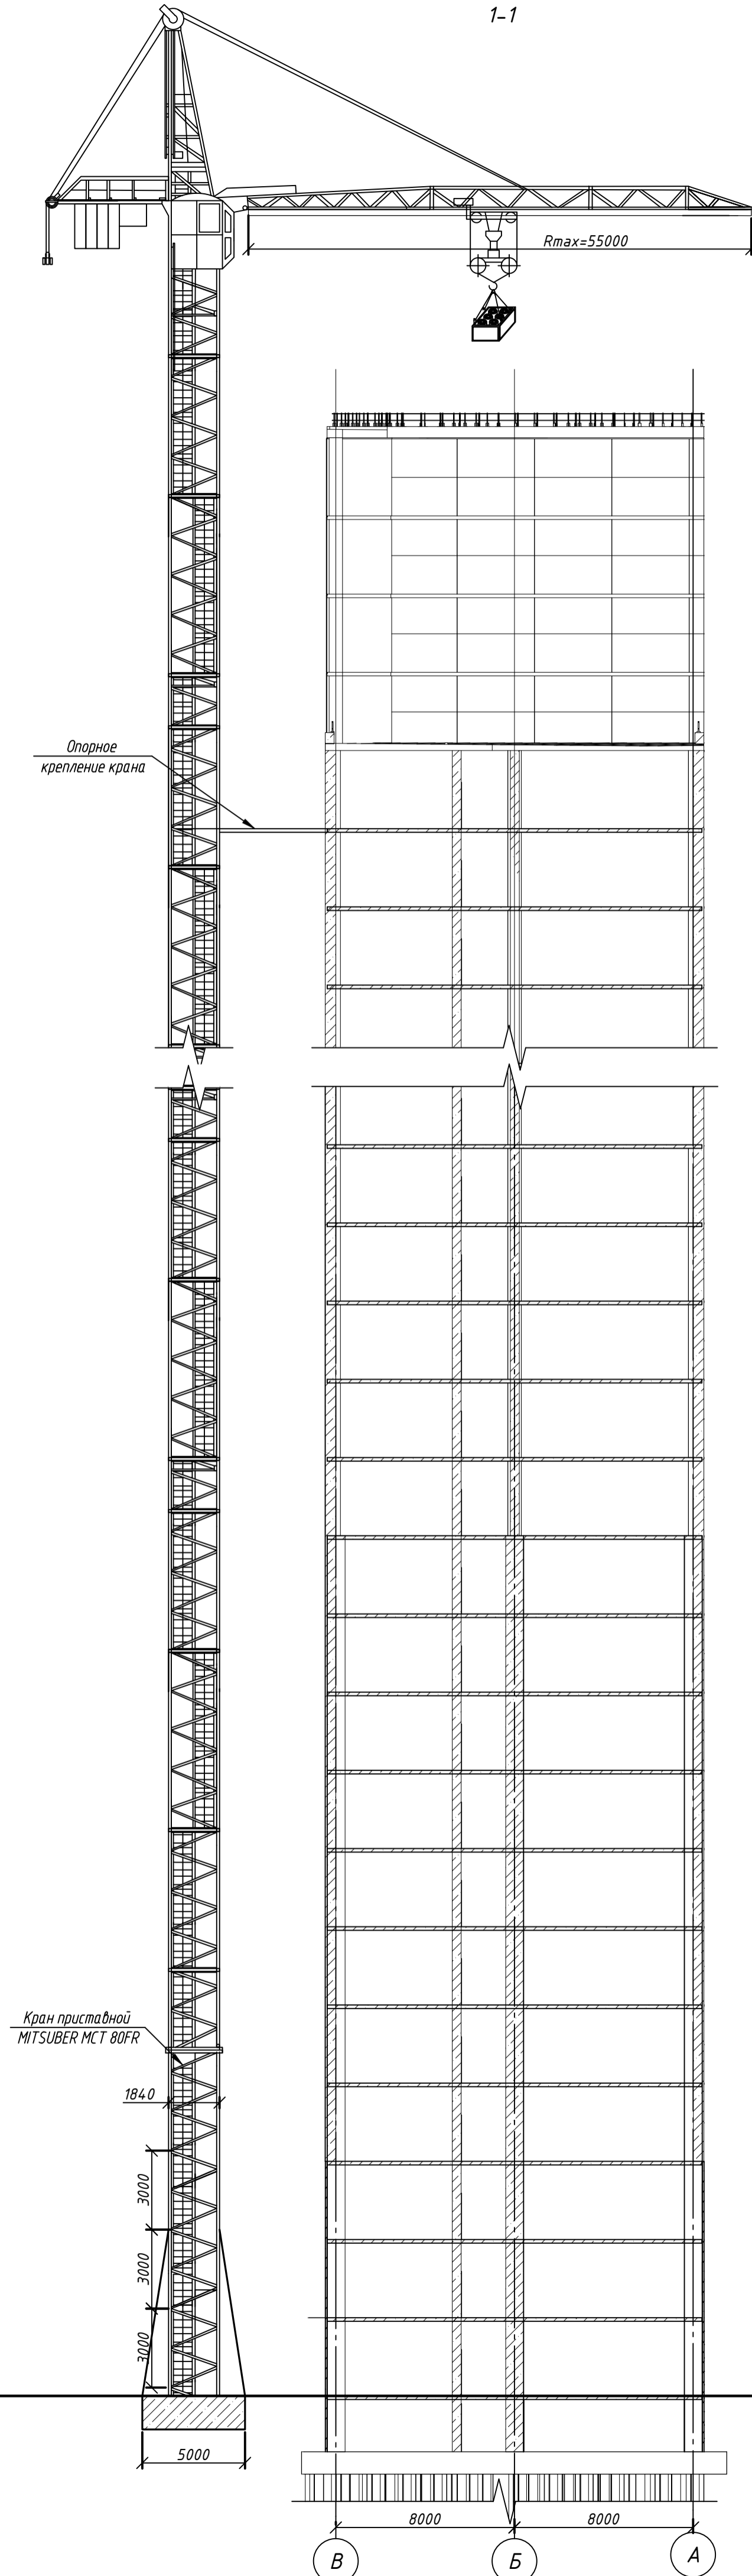 1-1
Rmax=55000
Опорное
крепление крана
Кран приставной
MITSUBER MCT 80FR
1840
3000
3000
3000
5000
8000
8000
В
Б
А